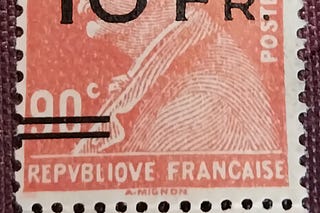 10 FR.
POSTES
90c
REPVBLIQVE FRANCAISE
A-MIGNON